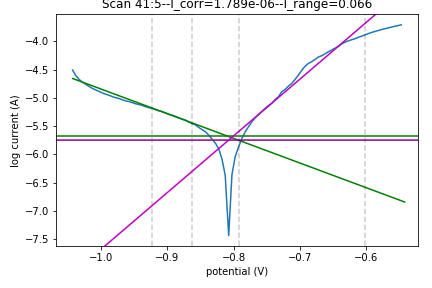 Scan 41:5--I_corr=1.789e-06--I_range=0.066
−4.0
−4.5
−5.0
−5.5
−6.0
−6.5
−7.0
−7.5
log current (A)
−1.0 −0.9 −0.8 −0.7 −0.6
potential (V)